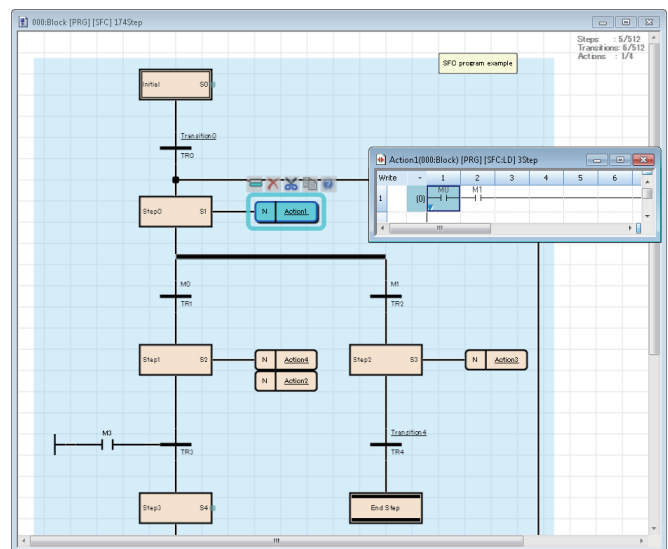 000:Block [PRG] [SFC] 174Step
Steps : 5/512
Transitions: 6/512
Actions : 1/4
SFC program example
Initial S0
Transition0
TR0
Action1(000:Block) [PRG] [SFC:LD] 3Step
Write 1 2 3 4 5 6
1 (0) M0 M1
Step0 S1 N Action1
M0 M1
TR1 TR2
Step1 S2 N Action4 Step2 S3 N Action3
N Action2
M3 Transition4
TR3 TR4
Step3 S4 End Step